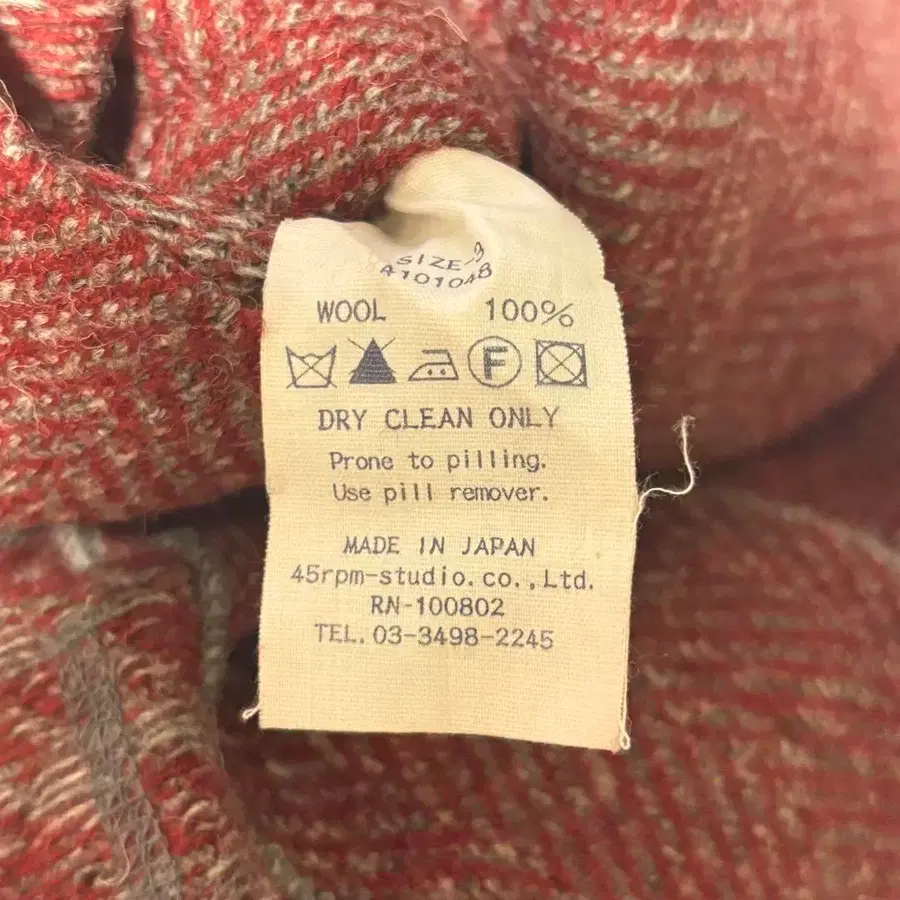 SIZE-3
4101048
WOOL 100%
F
DRY CLEAN ONLY
Prone to pilling.
Use pill remover.
MADE IN JAPAN
45rpm-studio.co.,Ltd.
RN-100802
TEL.03-3498-2245